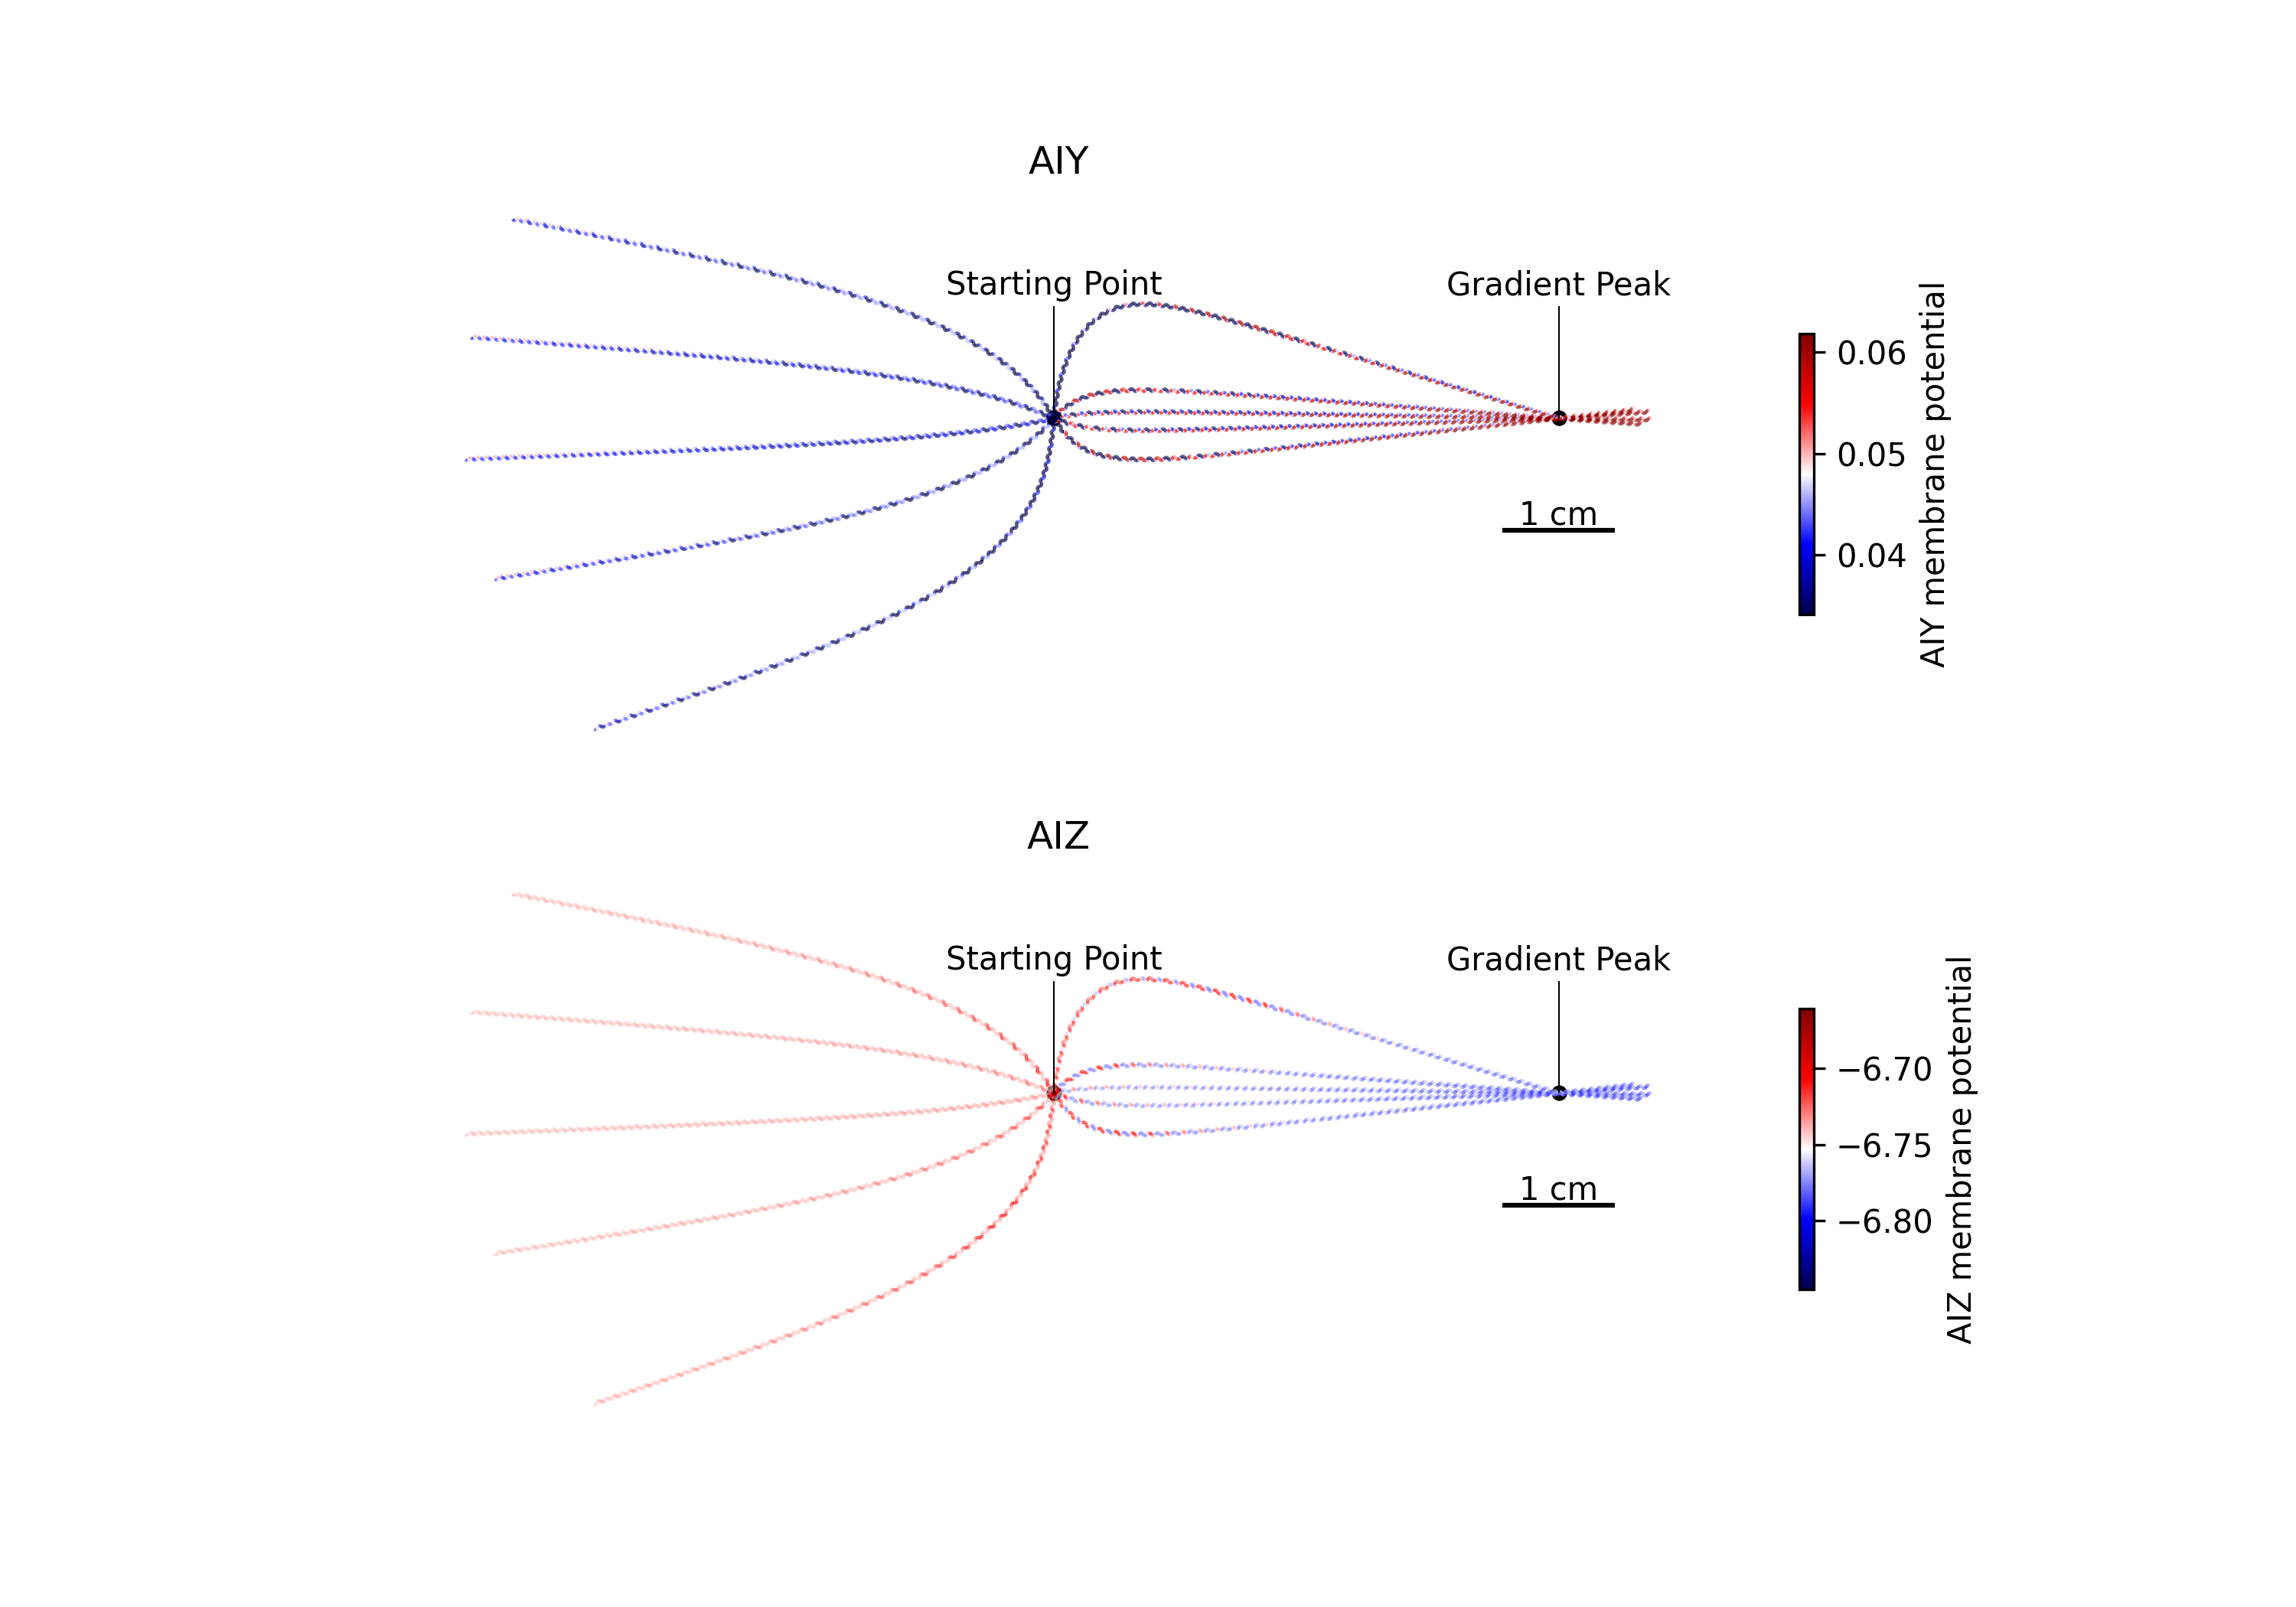 AIY
Starting Point
Gradient Peak
0.06
0.05
0.04
AIY membrane potential
1 cm
AIZ
Starting Point
Gradient Peak
−6.70
−6.75
−6.80
AIZ membrane potential
1 cm